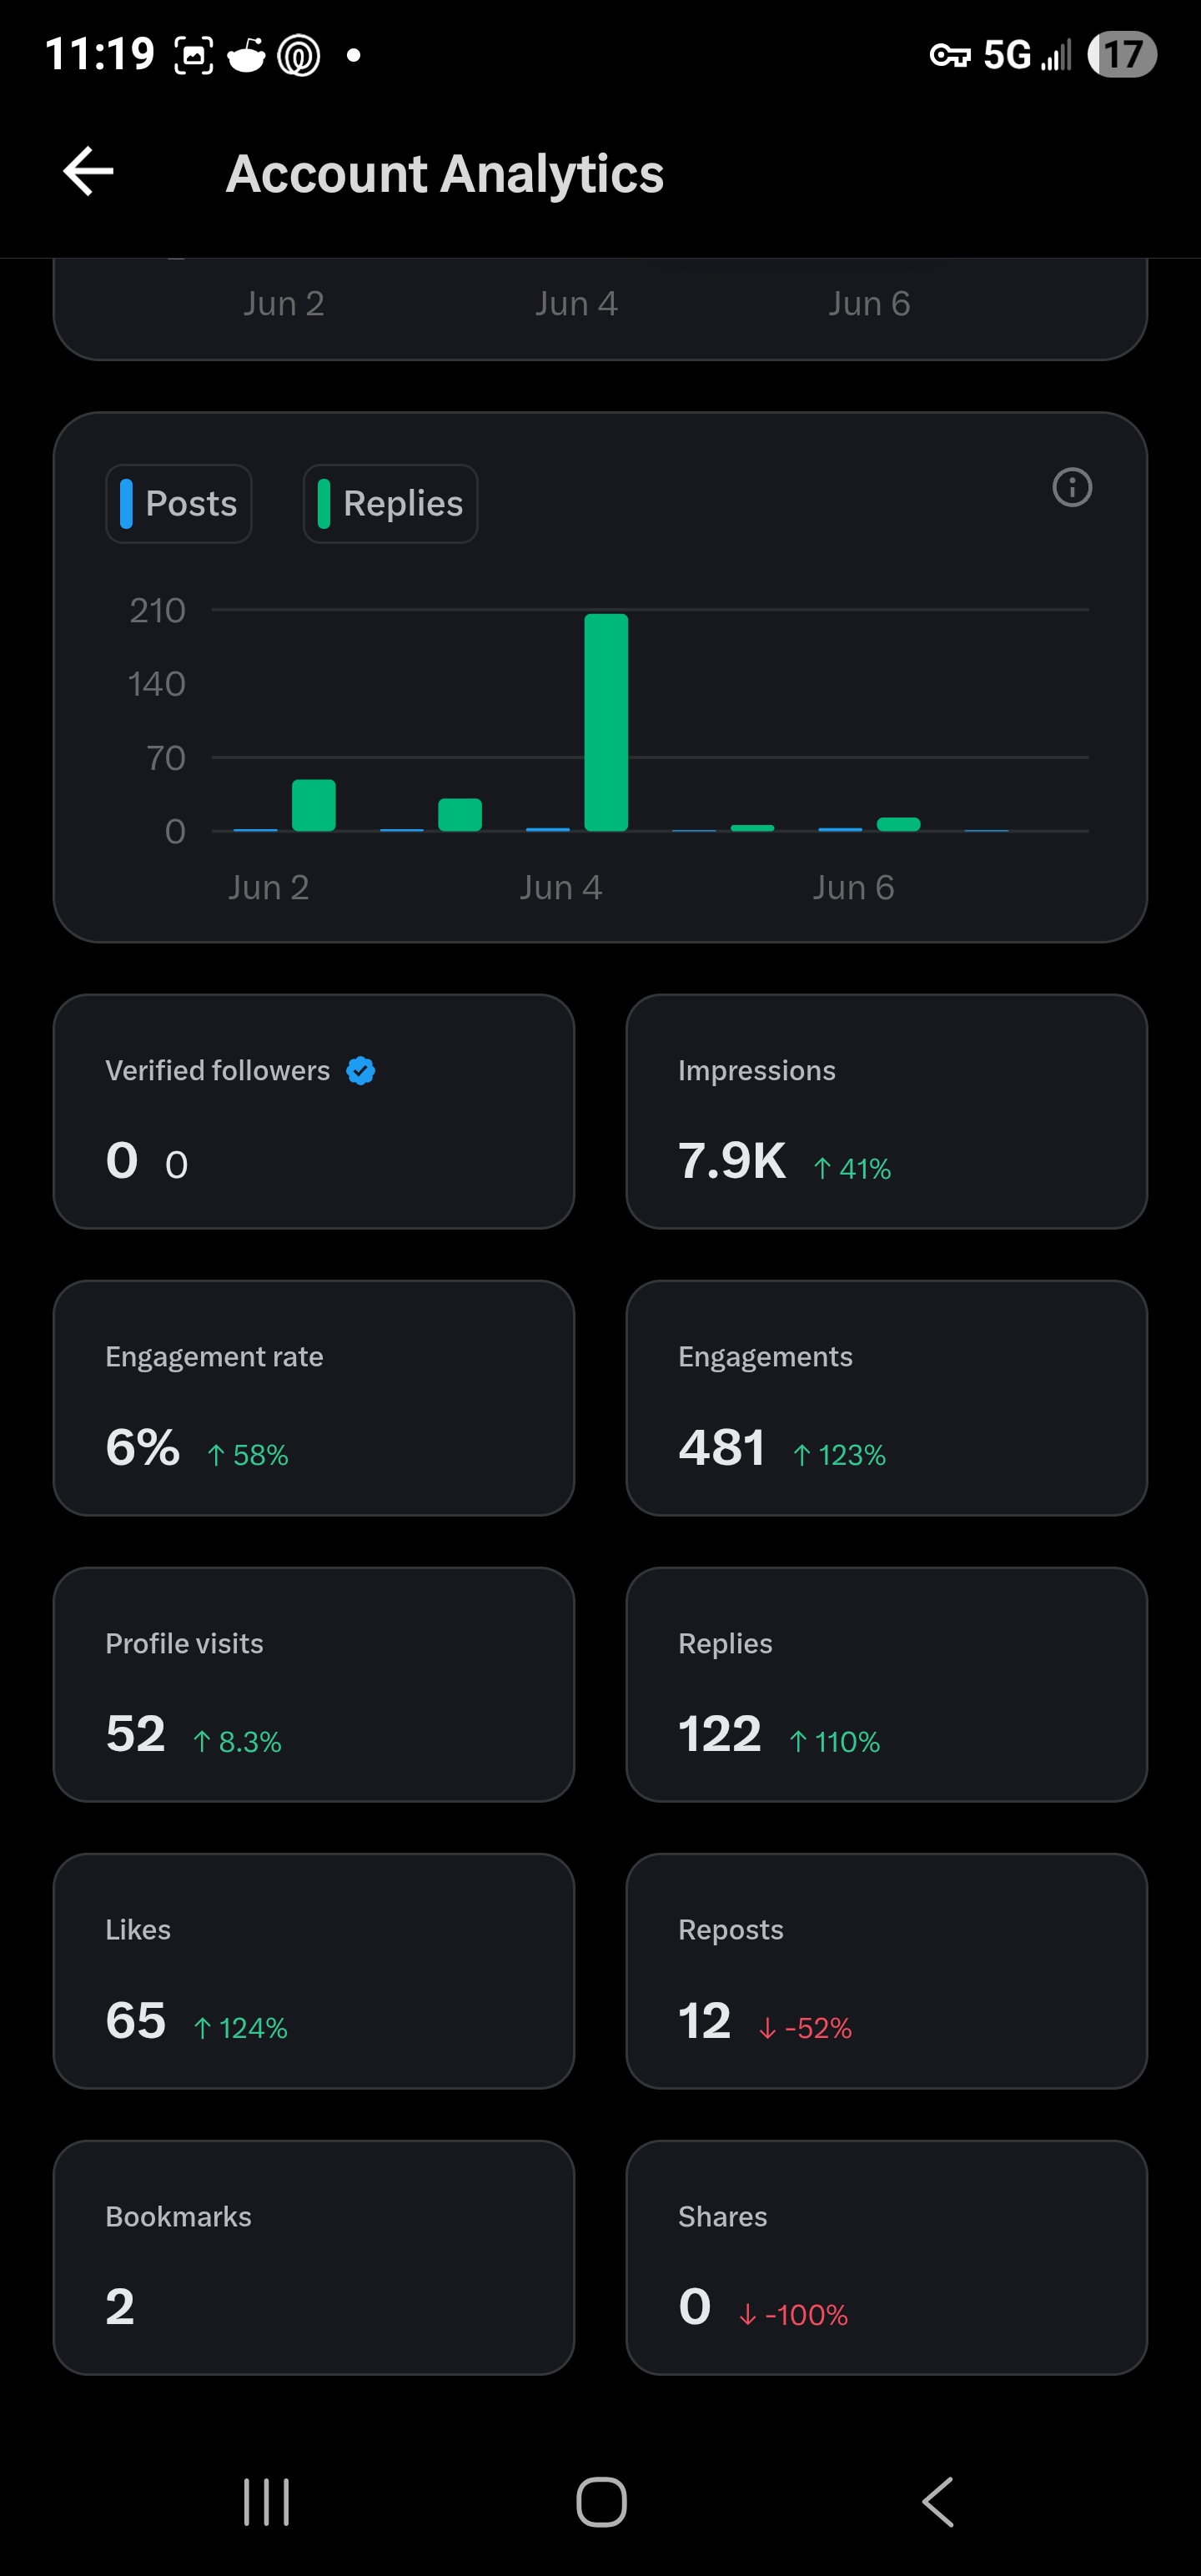 11:19
5G
17
Account Analytics
Jun 2 Jun 4 Jun 6
Posts Replies
210
140
70
0
Jun 2 Jun 4 Jun 6
Verified followers
0 0
Impressions
7.9K ↑ 41%
Engagement rate
6% ↑ 58%
Engagements
481 ↑ 123%
Profile visits
52 ↑ 8.3%
Replies
122 ↑ 110%
Likes
65 ↑ 124%
Reposts
12 ↓ -52%
Bookmarks
2
Shares
0 ↓ -100%